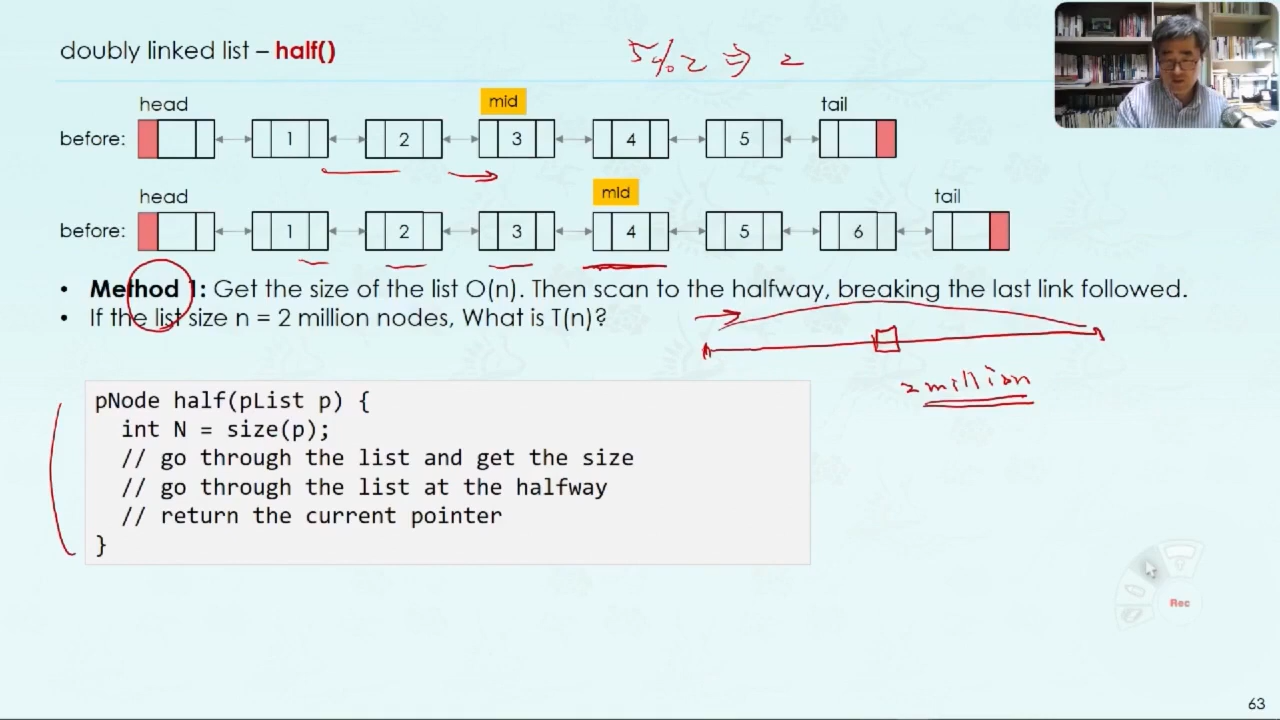 doubly linked list – half()
5%2 ⇒ 2
head mid tail
before: 1 2 3 4 5
head mid tail
before: 1 2 3 4 5 6
• Method 1: Get the size of the list O(n). Then scan to the halfway, breaking the last link followed.
• If the list size n = 2 million nodes, What is T(n)?
2 million
pNode half(pList p) {
int N = size(p);
// go through the list and get the size
// go through the list at the halfway
// return the current pointer
}
Rec
63